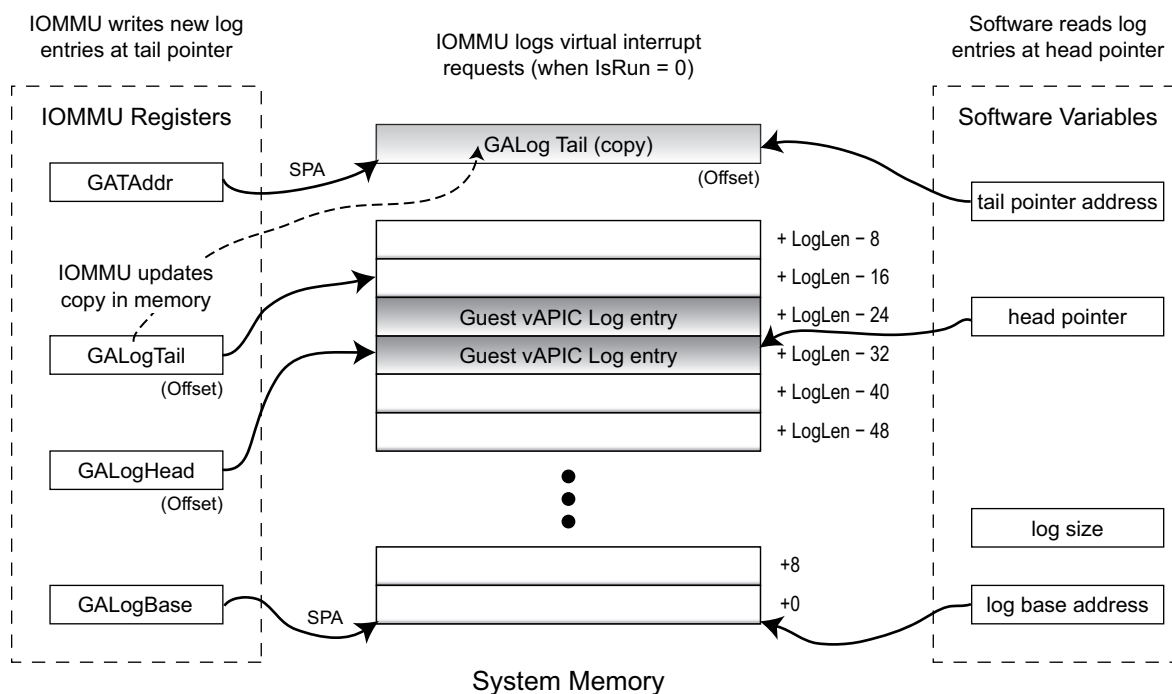 IOMMU writes new log
entries at tail pointer
IOMMU logs virtual interrupt
requests (when IsRun = 0)
Software reads log
entries at head pointer
IOMMU Registers
Software Variables
GALog Tail (copy)
(Offset)
GATAddr
SPA
tail pointer address
+ LogLen − 8
IOMMU updates
copy in memory
+ LogLen − 16
Guest vAPIC Log entry
+ LogLen − 24
head pointer
GALogTail
(Offset)
Guest vAPIC Log entry
+ LogLen − 32
+ LogLen − 40
+ LogLen − 48
GALogHead
(Offset)
log size
+8
GALogBase
SPA
+0
log base address
System Memory